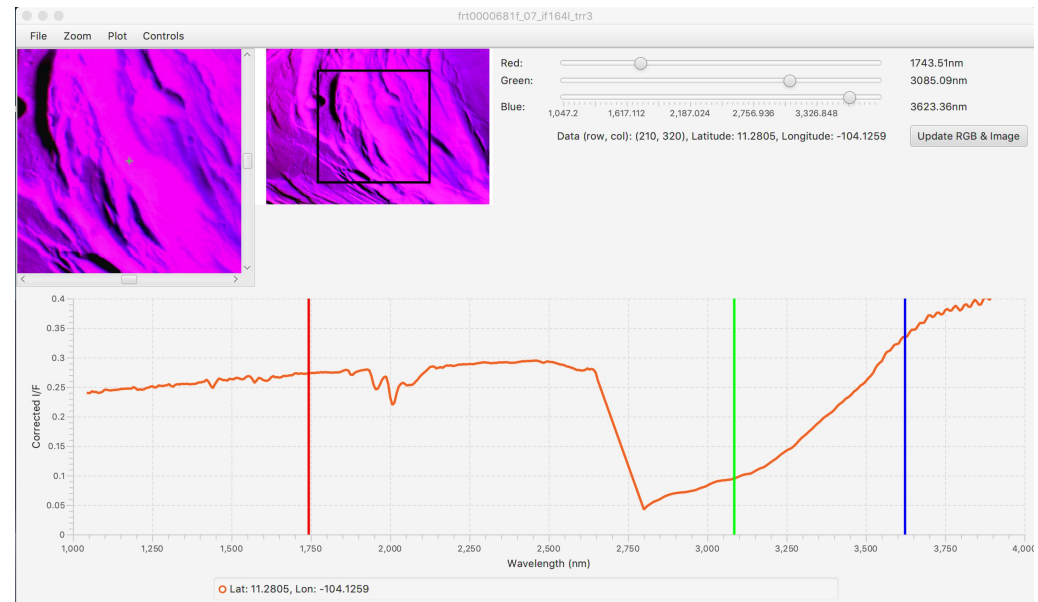 frt0000681f_07_if164l_trr3
File Zoom Plot Controls
Red: 1743.51nm
Green: 3085.09nm
Blue: 3623.36nm
1,047.2 1,617.112 2,187.024 2,756.936 3,326.848
Data (row, col): (210, 320), Latitude: 11.2805, Longitude: -104.1259
Update RGB & Image
Corrected I/F
0.4
0.35
0.3
0.25
0.2
0.15
0.1
0.05
0
1,000 1,250 1,500 1,750 2,000 2,250 2,500 2,750 3,000 3,250 3,500 3,750 4,000
Wavelength (nm)
Lat: 11.2805, Lon: -104.1259